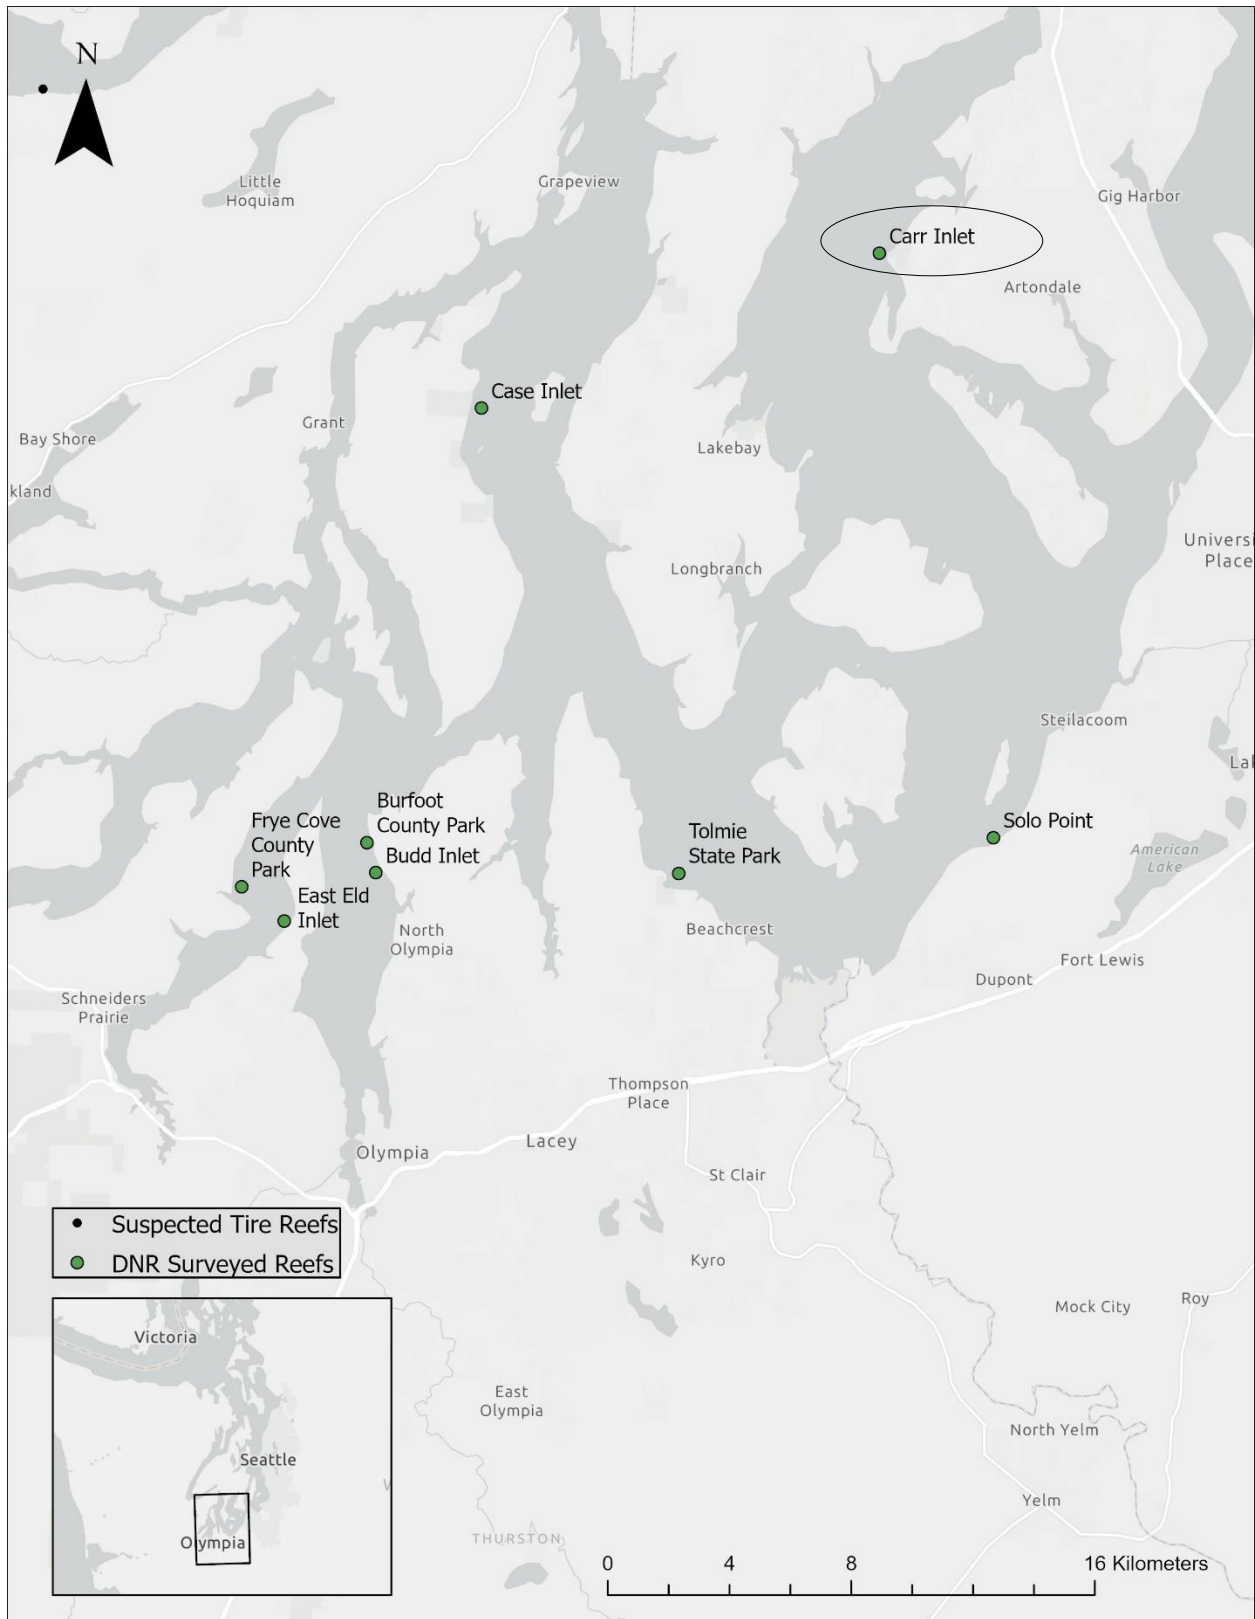 N
Little
Hoquiam
Grapeview
Gig Harbor
Carr Inlet
Artondale
Case Inlet
Grant
Bay Shore
Lakebay
kland
Universi
Place
Longbranch
Steilacoom
Lal
Burfoot
County Park
Frye Cove
County
Park
Budd Inlet
Tolmie
State Park
Solo Point
American
Lake
East Eld
Inlet
North
Olympia
Beachcrest
Fort Lewis
Dupont
Schneiders
Prairie
Thompson
Place
Olympia
Lacey
St Clair
Suspected Tire Reefs
DNR Surveyed Reefs
Kyro
Mock City
Roy
Victoria
East
Olympia
North Yelm
Seattle
Yelm
Olympia
THURSTON
0 4 8 16 Kilometers